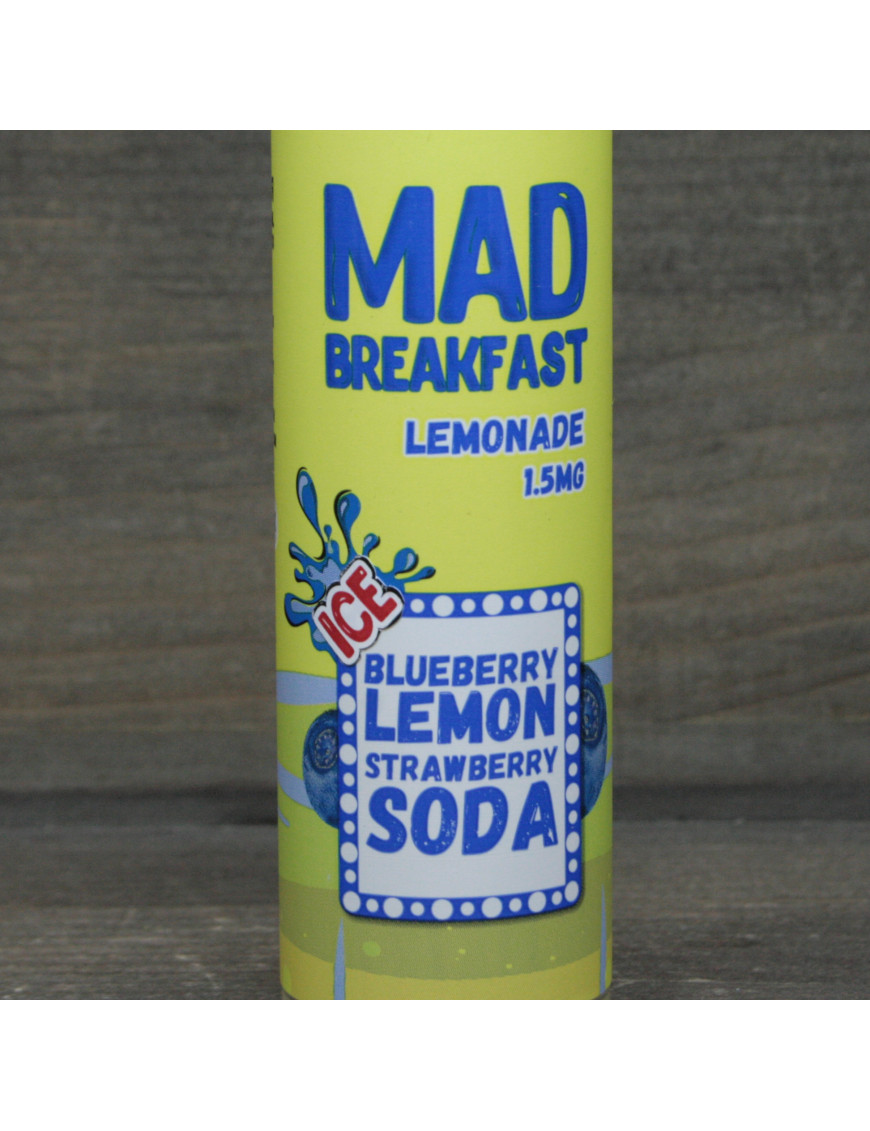 MAD
BREAKFAST
LEMONADE
1.5MG
ICE
BLUEBERRY
LEMON
STRAWBERRY
SODA